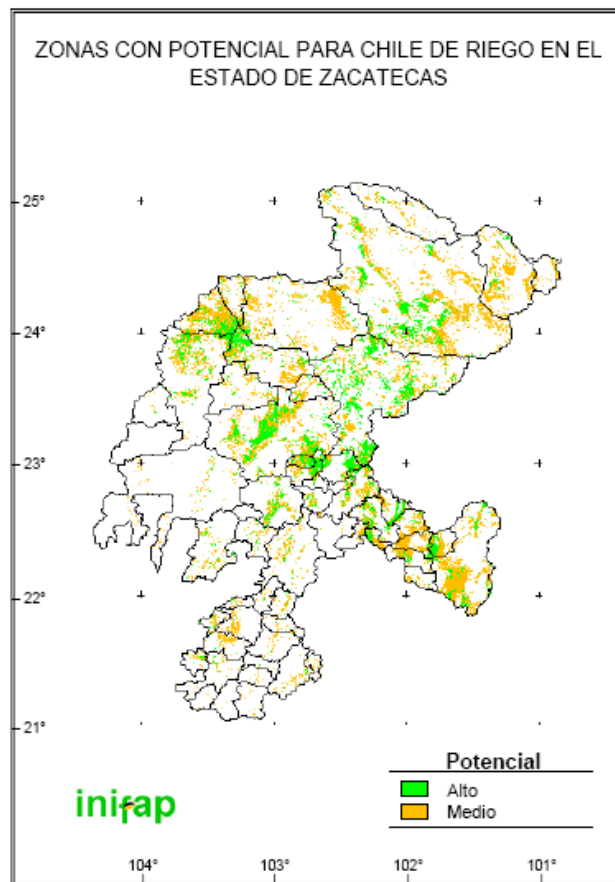 ZONAS CON POTENCIAL PARA CHILE DE RIEGO EN EL
ESTADO DE ZACATECAS
25°
24°
23°
22°
21°
Potencial
Alto
Medio
inifap
104°
103°
102°
101°